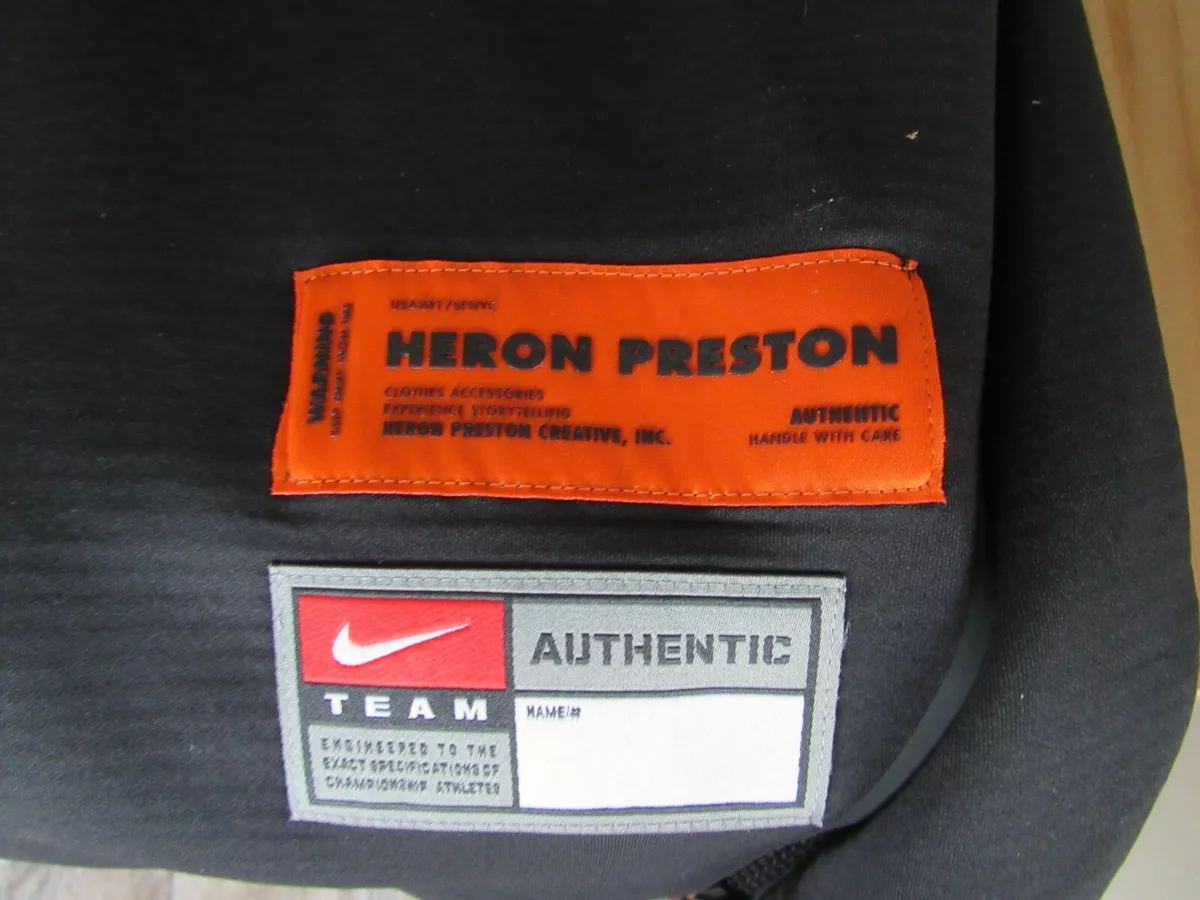 HERON PRESTON
WARNING
CLOTHES ACCESSORIES
EXPERIENCE STORYTELLING
HERON PRESTON CREATIVE, INC.
AUTHENTIC
HANDLE WITH CARE
TEAM
AUTHENTIC
NAME/#
ENGINEERED TO THE
EXACT SPECIFICATIONS OF
CHAMPIONSHIP ATHLETES